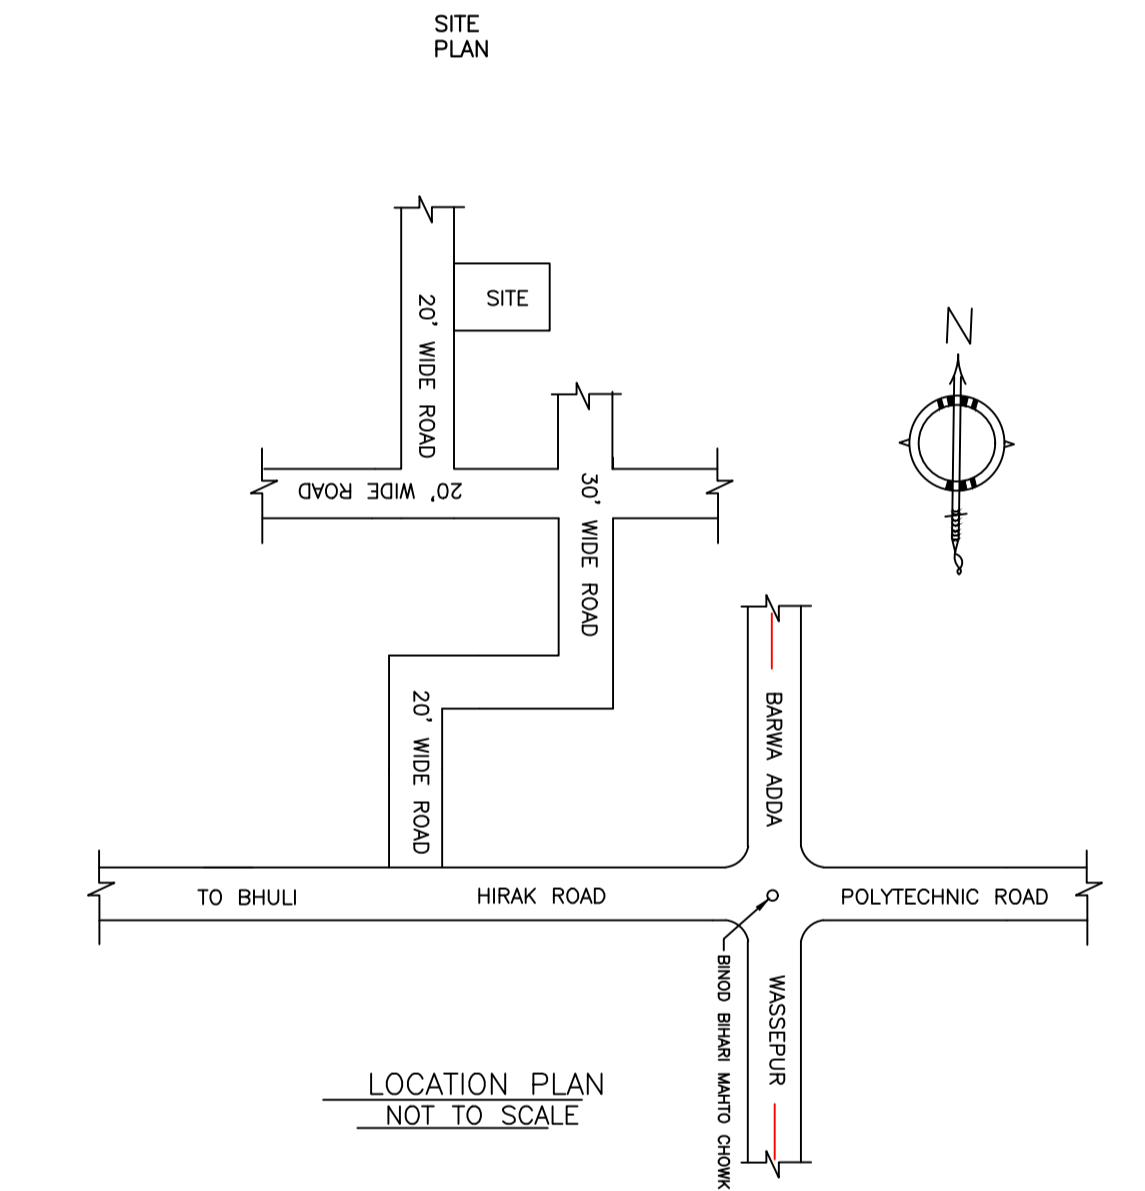 SITE
PLAN
SITE
N
20' WIDE ROAD
20' WIDE ROAD
30' WIDE ROAD
20' WIDE ROAD
BARWA ADDA
TO BHULI
HIRAK ROAD
POLYTECHNIC ROAD
BINOD BIHARI MAHTO CHOWK
WASSEPUR
LOCATION PLAN
NOT TO SCALE